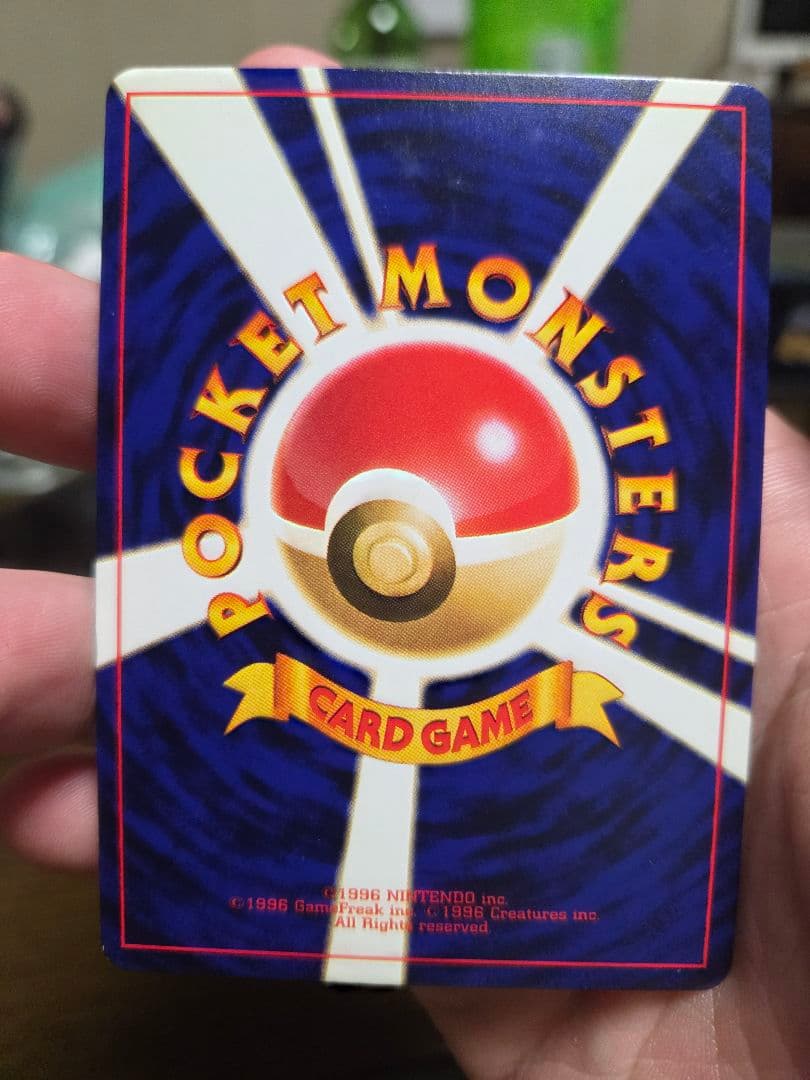 POCKET MONSTERS
CARD GAME
©1996 NINTENDO inc.
©1996 GameFreak inc. ©1996 Creatures inc.
All Rights reserved.